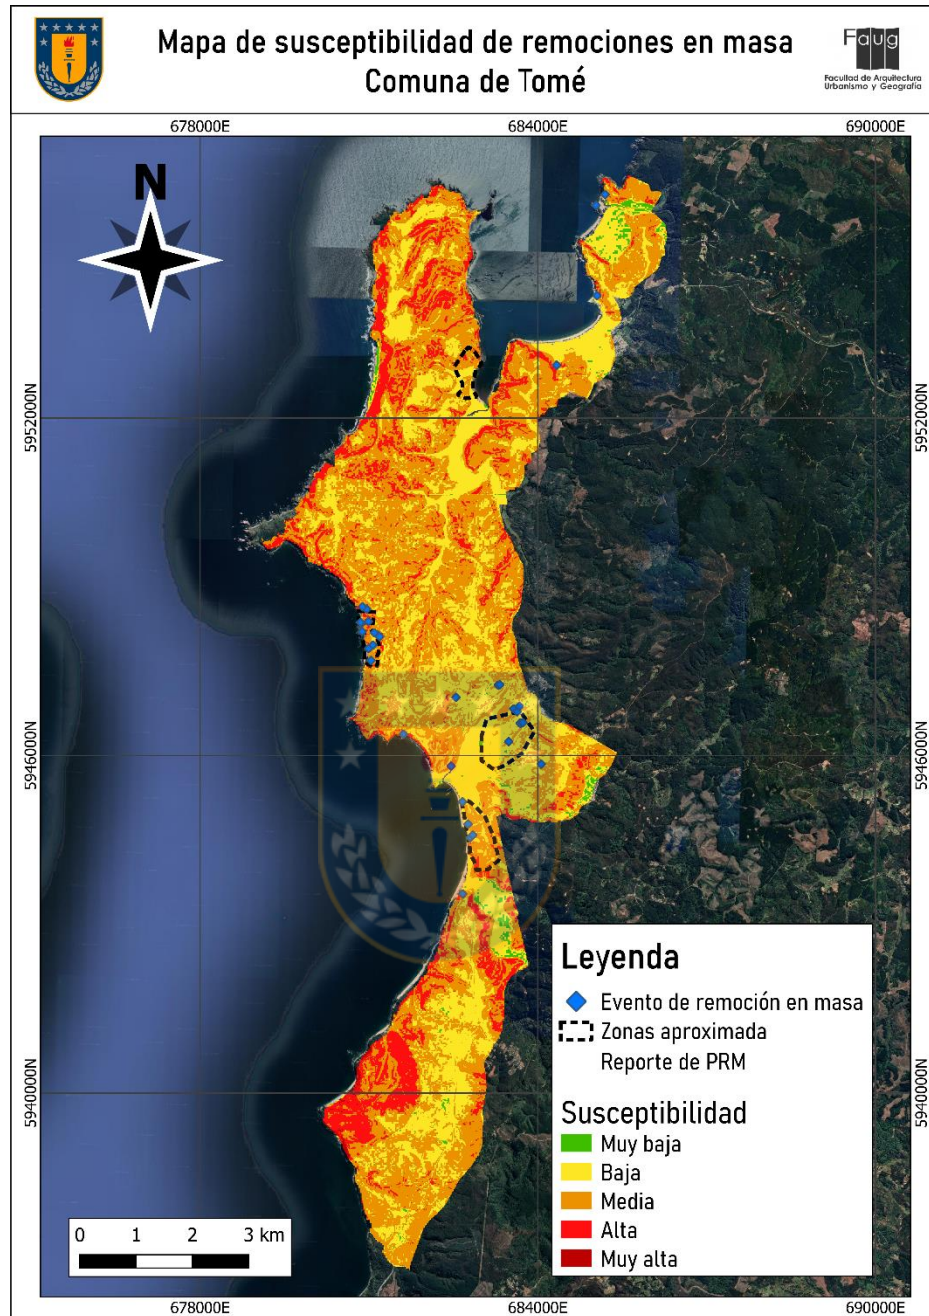 Mapa de susceptibilidad de remociones en masa
Comuna de Tomé
Faug
Facultad de Arquitectura
Urbanismo y Geografía
678000E
684000E
690000E
N
5952000N
5952000N
5946000N
5946000N
5940000N
5940000N
Leyenda
Evento de remoción en masa
Zonas aproximada
Reporte de PRM
Susceptibilidad
Muy baja
Baja
Media
Alta
Muy alta
0 1 2 3 km
678000E
684000E
690000E